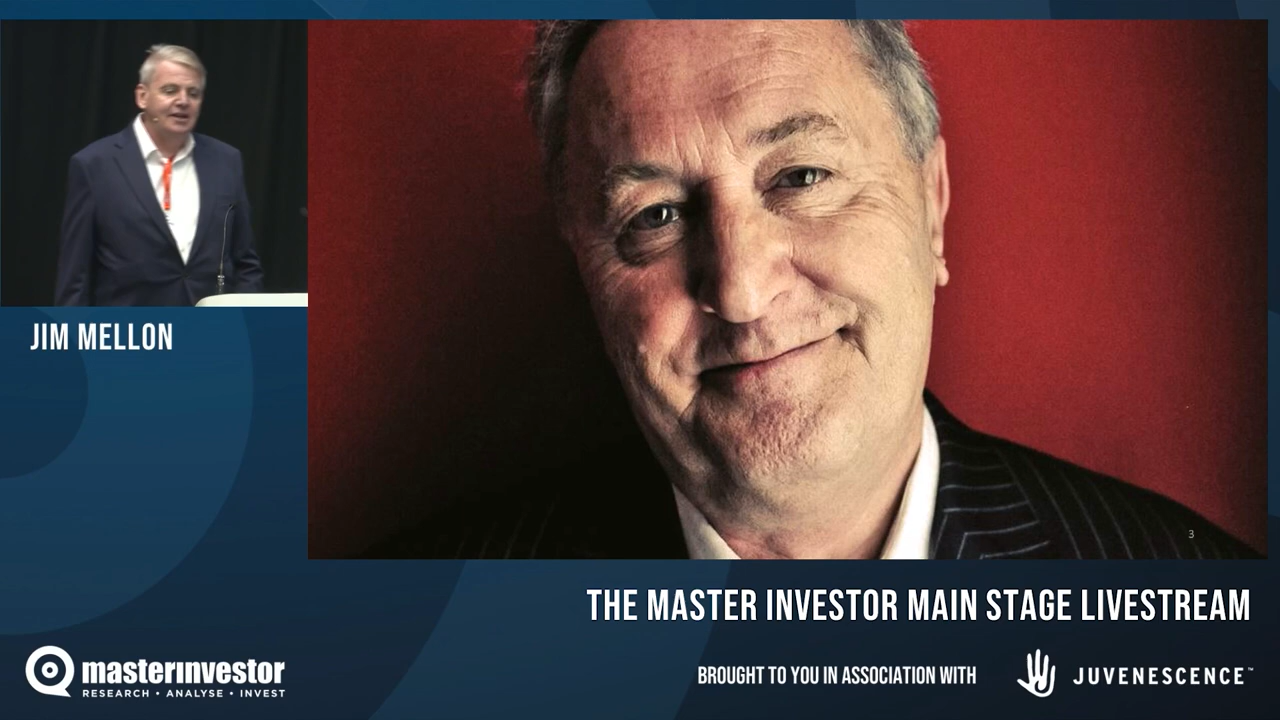 JIM MELLON
3
THE MASTER INVESTOR MAIN STAGE LIVESTREAM
masterinvestor
RESEARCH • ANALYSE • INVEST
BROUGHT TO YOU IN ASSOCIATION WITH
JUVENESCENCE™